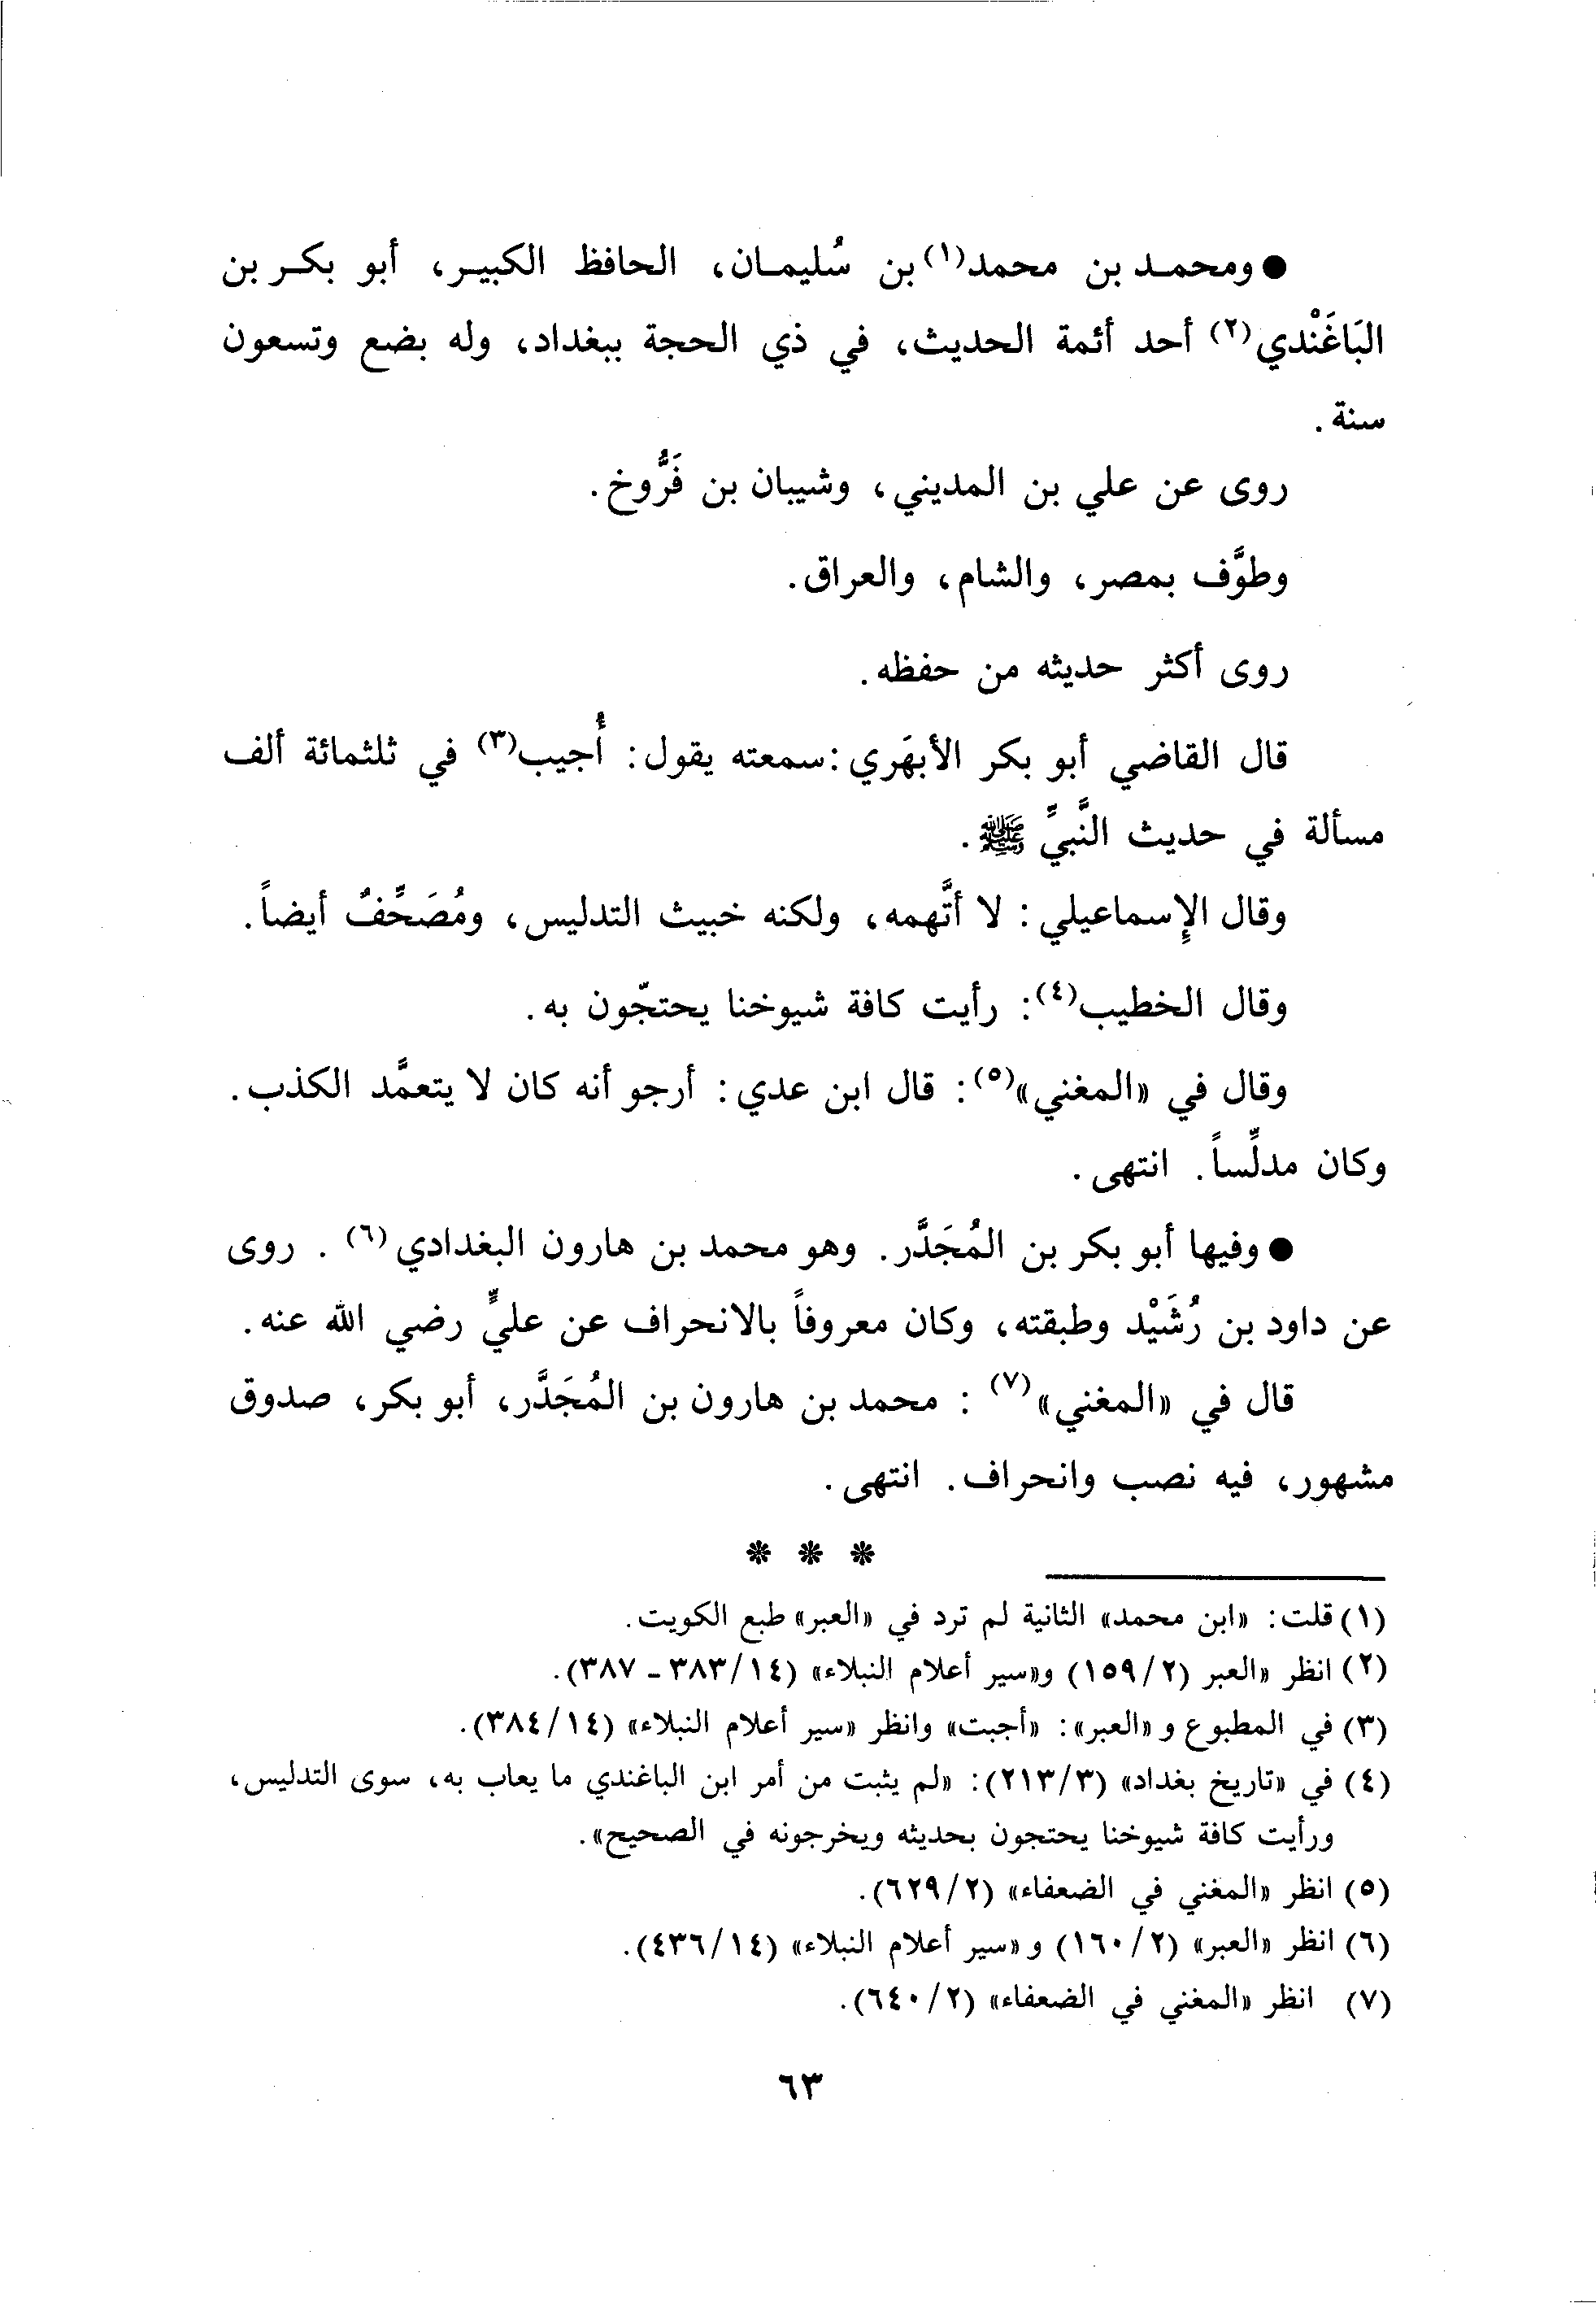 ● ومحمـد بن محمد(١) بن سُليمـان، الحافظ الكبيـر، أبو بكـر بن
البَاغَنْدي(٢) أحد أئمة الحديث، في ذي الحجة ببغداد، وله بضع وتسعون
سنة.
روى عن علي بن المديني، وشيبان بن فَرُّوخ.
وطوَّف بمصر، والشام، والعراق.
روى أكثر حديثه من حفظه.
قال القاضي أبو بكر الأبهَري: سمعته يقول: أُجيب(٣) في ثلثمائة ألف
مسألة في حديث النَّبيِّ ﷺ.
وقال الإِسماعيلي: لا أتَّهمه، ولكنه خبيث التدليس، ومُصَحِّفٌ أيضاً.
وقال الخطيب(٤): رأيت كافة شيوخنا يحتجّون به.
وقال في «المغني»(٥): قال ابن عدي: أرجو أنه كان لا يتعمَّد الكذب.
وكان مدلِّساً. انتهى.
● وفيها أبو بكر بن المُجَدَّر. وهو محمد بن هارون البغدادي(٦). روى
عن داود بن رُشَيْد وطبقته، وكان معروفاً بالانحراف عن عليٍّ رضي الله عنه.
قال في «المغني»(٧): محمد بن هارون بن المُجَدَّر، أبو بكر، صدوق
مشهور، فيه نصب وانحراف. انتهى.
* * *
(١) قلت: «ابن محمد» الثانية لم ترد في «العبر» طبع الكويت.
(٢) انظر «العبر (٢/١٥٩) و«سير أعلام النبلاء» (١٤/٣٨٣ - ٣٨٧).
(٣) في المطبوع و «العبر»: «أجبت» وانظر «سير أعلام النبلاء» (١٤/٣٨٤).
(٤) في «تاريخ بغداد» (٣/٢١٣): «لم يثبت من أمر ابن الباغندي ما يعاب به، سوى التدليس،
ورأيت كافة شيوخنا يحتجون بحديثه ويخرجونه في الصحيح».
(٥) انظر «المغني في الضعفاء» (٢/٦٢٩).
(٦) انظر «العبر» (٢/١٦٠) و «سير أعلام النبلاء» (١٤/٤٣٦).
(٧) انظر «المغني في الضعفاء» (٢/٦٤٠).
٦٣